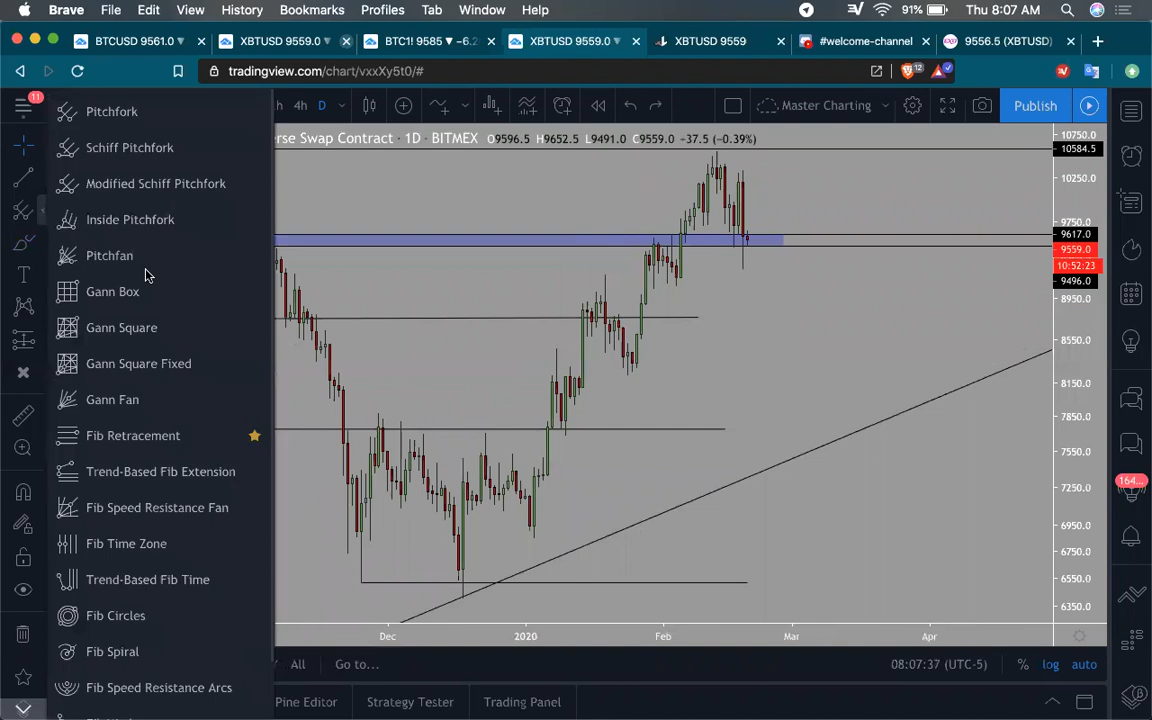 Brave File Edit View History Bookmarks Profiles Tab Window Help 91% Thu 8:07 AM
BTCUSD 9561.0 ▼ XBTUSD 9559.0 ▼ BTC1! 9585 ▼ −6.2 XBTUSD 9559.0 ▼ XBTUSD 9559 #welcome-channel 9556.5 (XBTUSD)
tradingview.com/chart/vxxXy5t0/# 12
11 h 4h D Master Charting Publish
erse Swap Contract · 1D · BITMEX O9596.5 H9652.5 L9491.0 C9559.0 −37.5 (−0.39%)
Pitchfork
Schiff Pitchfork
Modified Schiff Pitchfork
Inside Pitchfork
Pitchfan
Gann Box
Gann Square
Gann Square Fixed
Gann Fan
Fib Retracement
Trend-Based Fib Extension
Fib Speed Resistance Fan
Fib Time Zone
Trend-Based Fib Time
Fib Circles
Fib Spiral
Fib Speed Resistance Arcs
10750.0
10584.5
10250.0
9750.0
9617.0
9559.0
10:52:23
9496.0
8950.0
8550.0
8150.0
7850.0
7550.0
7250.0
6950.0
6750.0
6550.0
6350.0
164...
Dec 2020 Feb Mar Apr
All Go to... 08:07:37 (UTC-5) % log auto
Pine Editor Strategy Tester Trading Panel